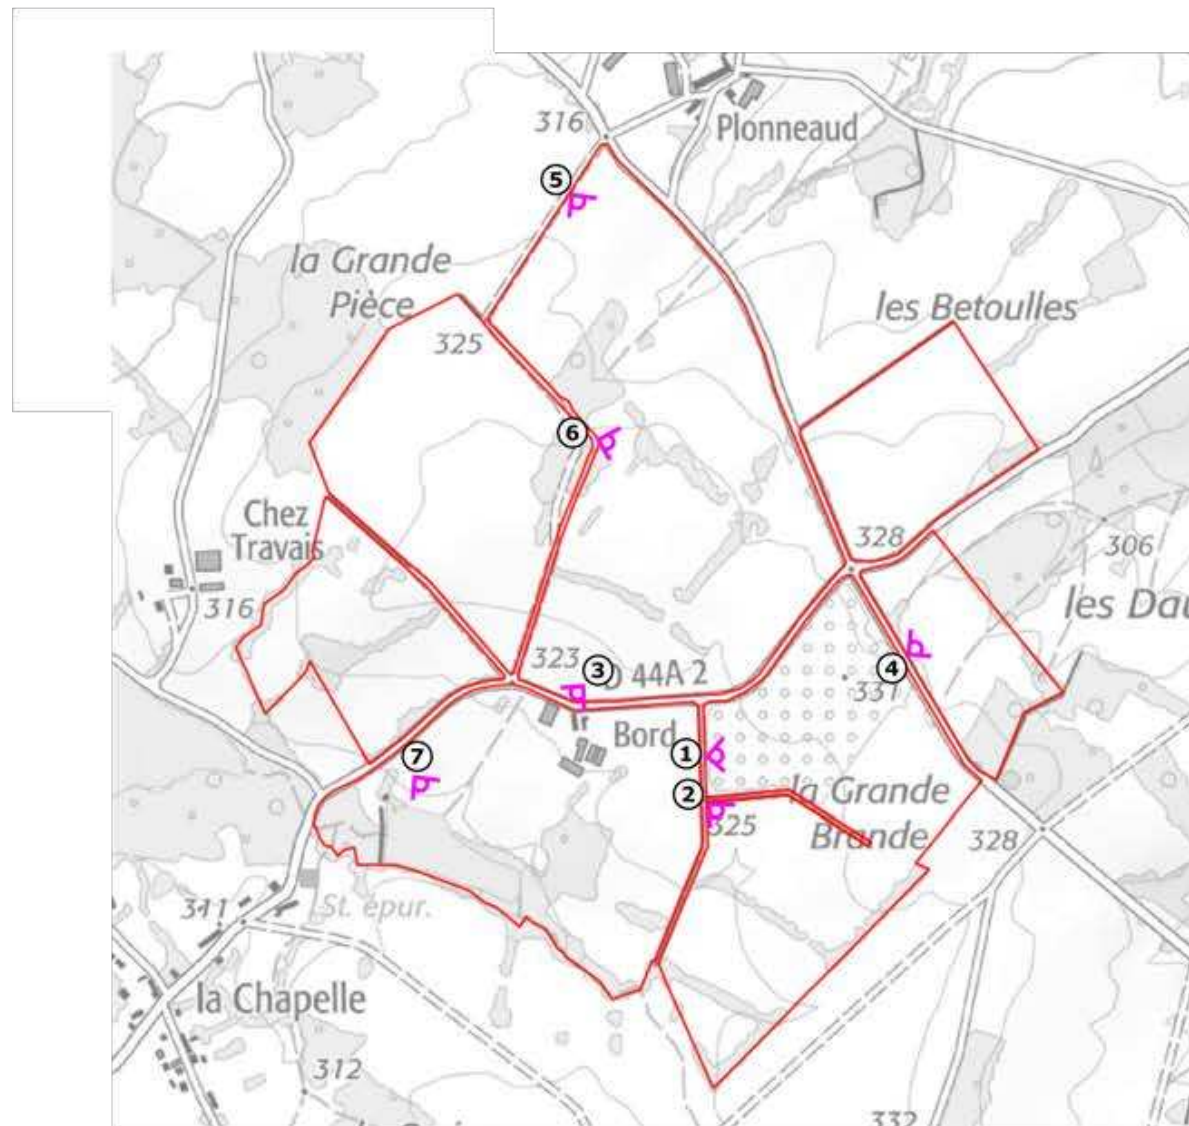 316
Plonneaud
5
la Grande
Pièce
les Betoulles
325
6
Chez
Travais
328
306
316
les Dau
323
3
D 44A 2
4
331
Bord
1
7
2
la Grande
325
Brande
328
311
St. épur.
la Chapelle
312
332